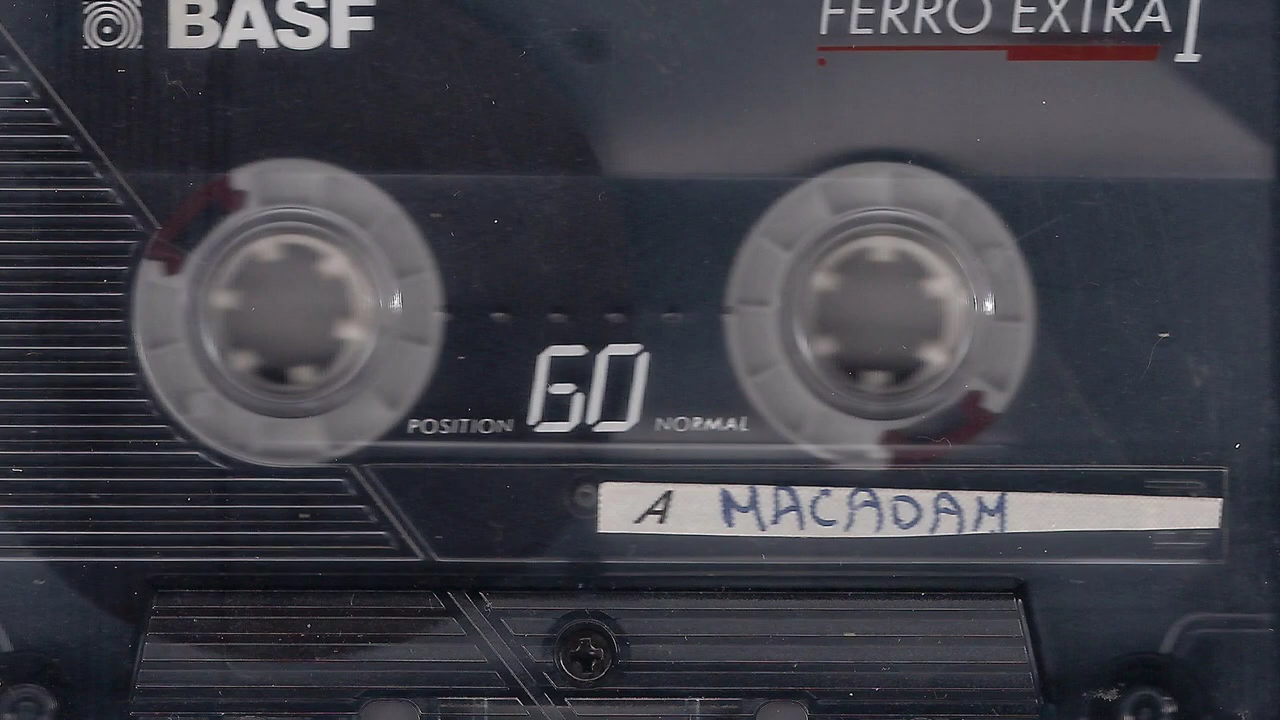 BASF
FERRO EXTRA I
60
POSITION NORMAL
A MACADAM